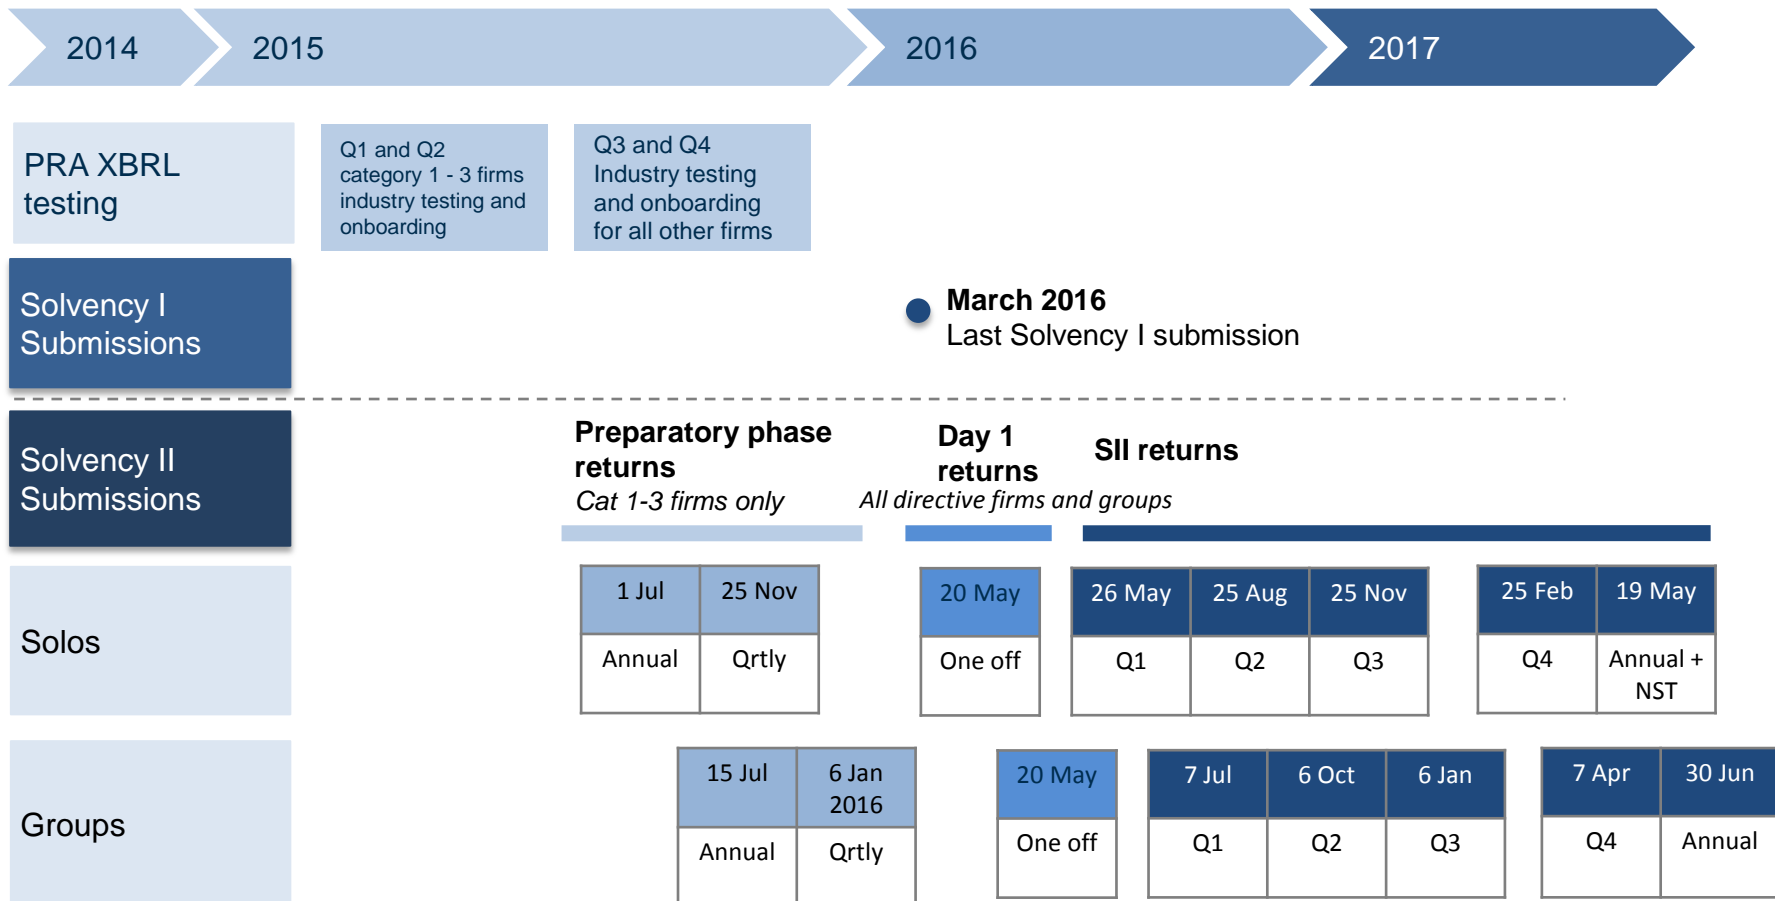 2014
2015
2016
2017
PRA XBRL
testing
Q1 and Q2
category 1 - 3 firms
industry testing and
onboarding
Q3 and Q4
Industry testing
and onboarding
for all other firms
Solvency I
Submissions
March 2016
Last Solvency I submission
Solvency II
Submissions
Preparatory phase
returns
Cat 1-3 firms only
Day 1
returns
SII returns
All directive firms and groups
Solos
1 Jul
25 Nov
Annual
Qrtly
20 May
One off
26 May
25 Aug
25 Nov
Q1
Q2
Q3
25 Feb
19 May
Q4
Annual +
NST
Groups
15 Jul
6 Jan
2016
Annual
Qrtly
20 May
One off
7 Jul
6 Oct
6 Jan
Q1
Q2
Q3
7 Apr
30 Jun
Q4
Annual